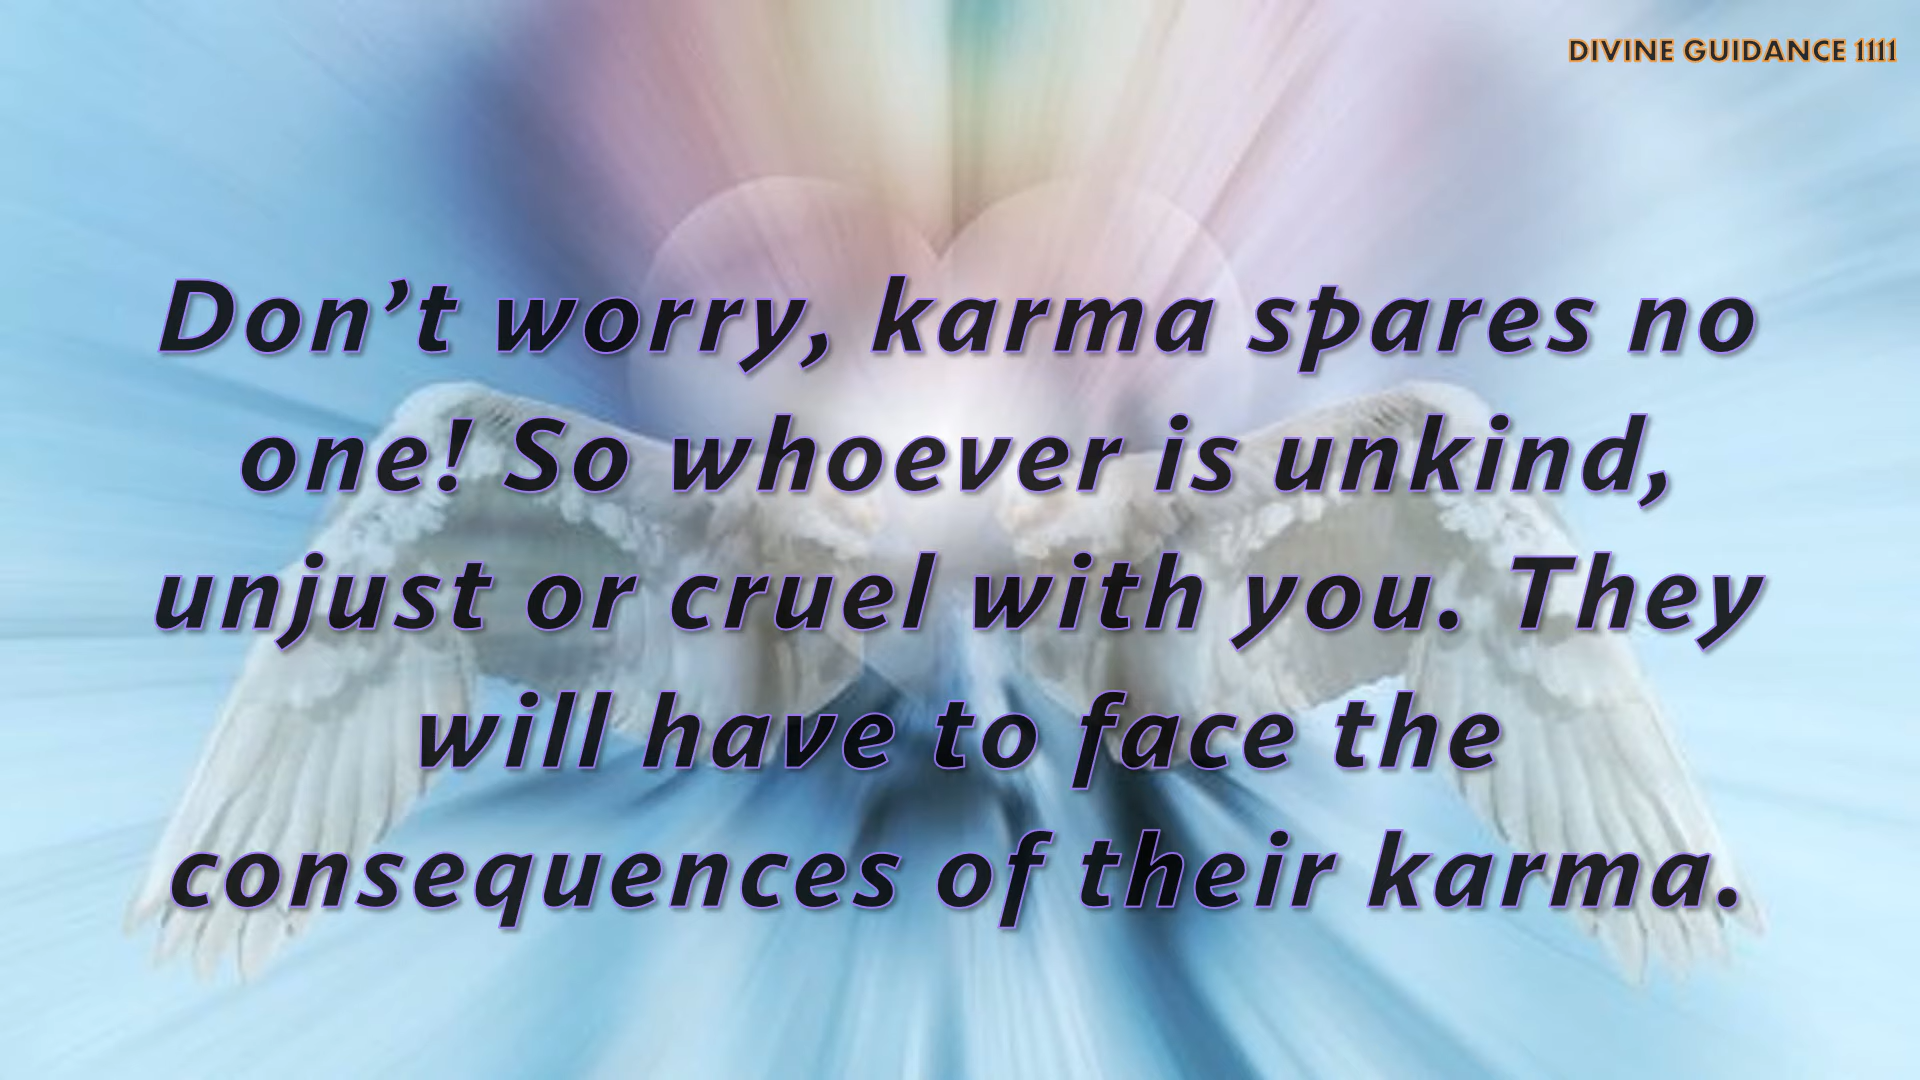 DIVINE GUIDANCE 1111
Don’t worry, karma spares no
one! So whoever is unkind,
unjust or cruel with you. They
will have to face the
consequences of their karma.